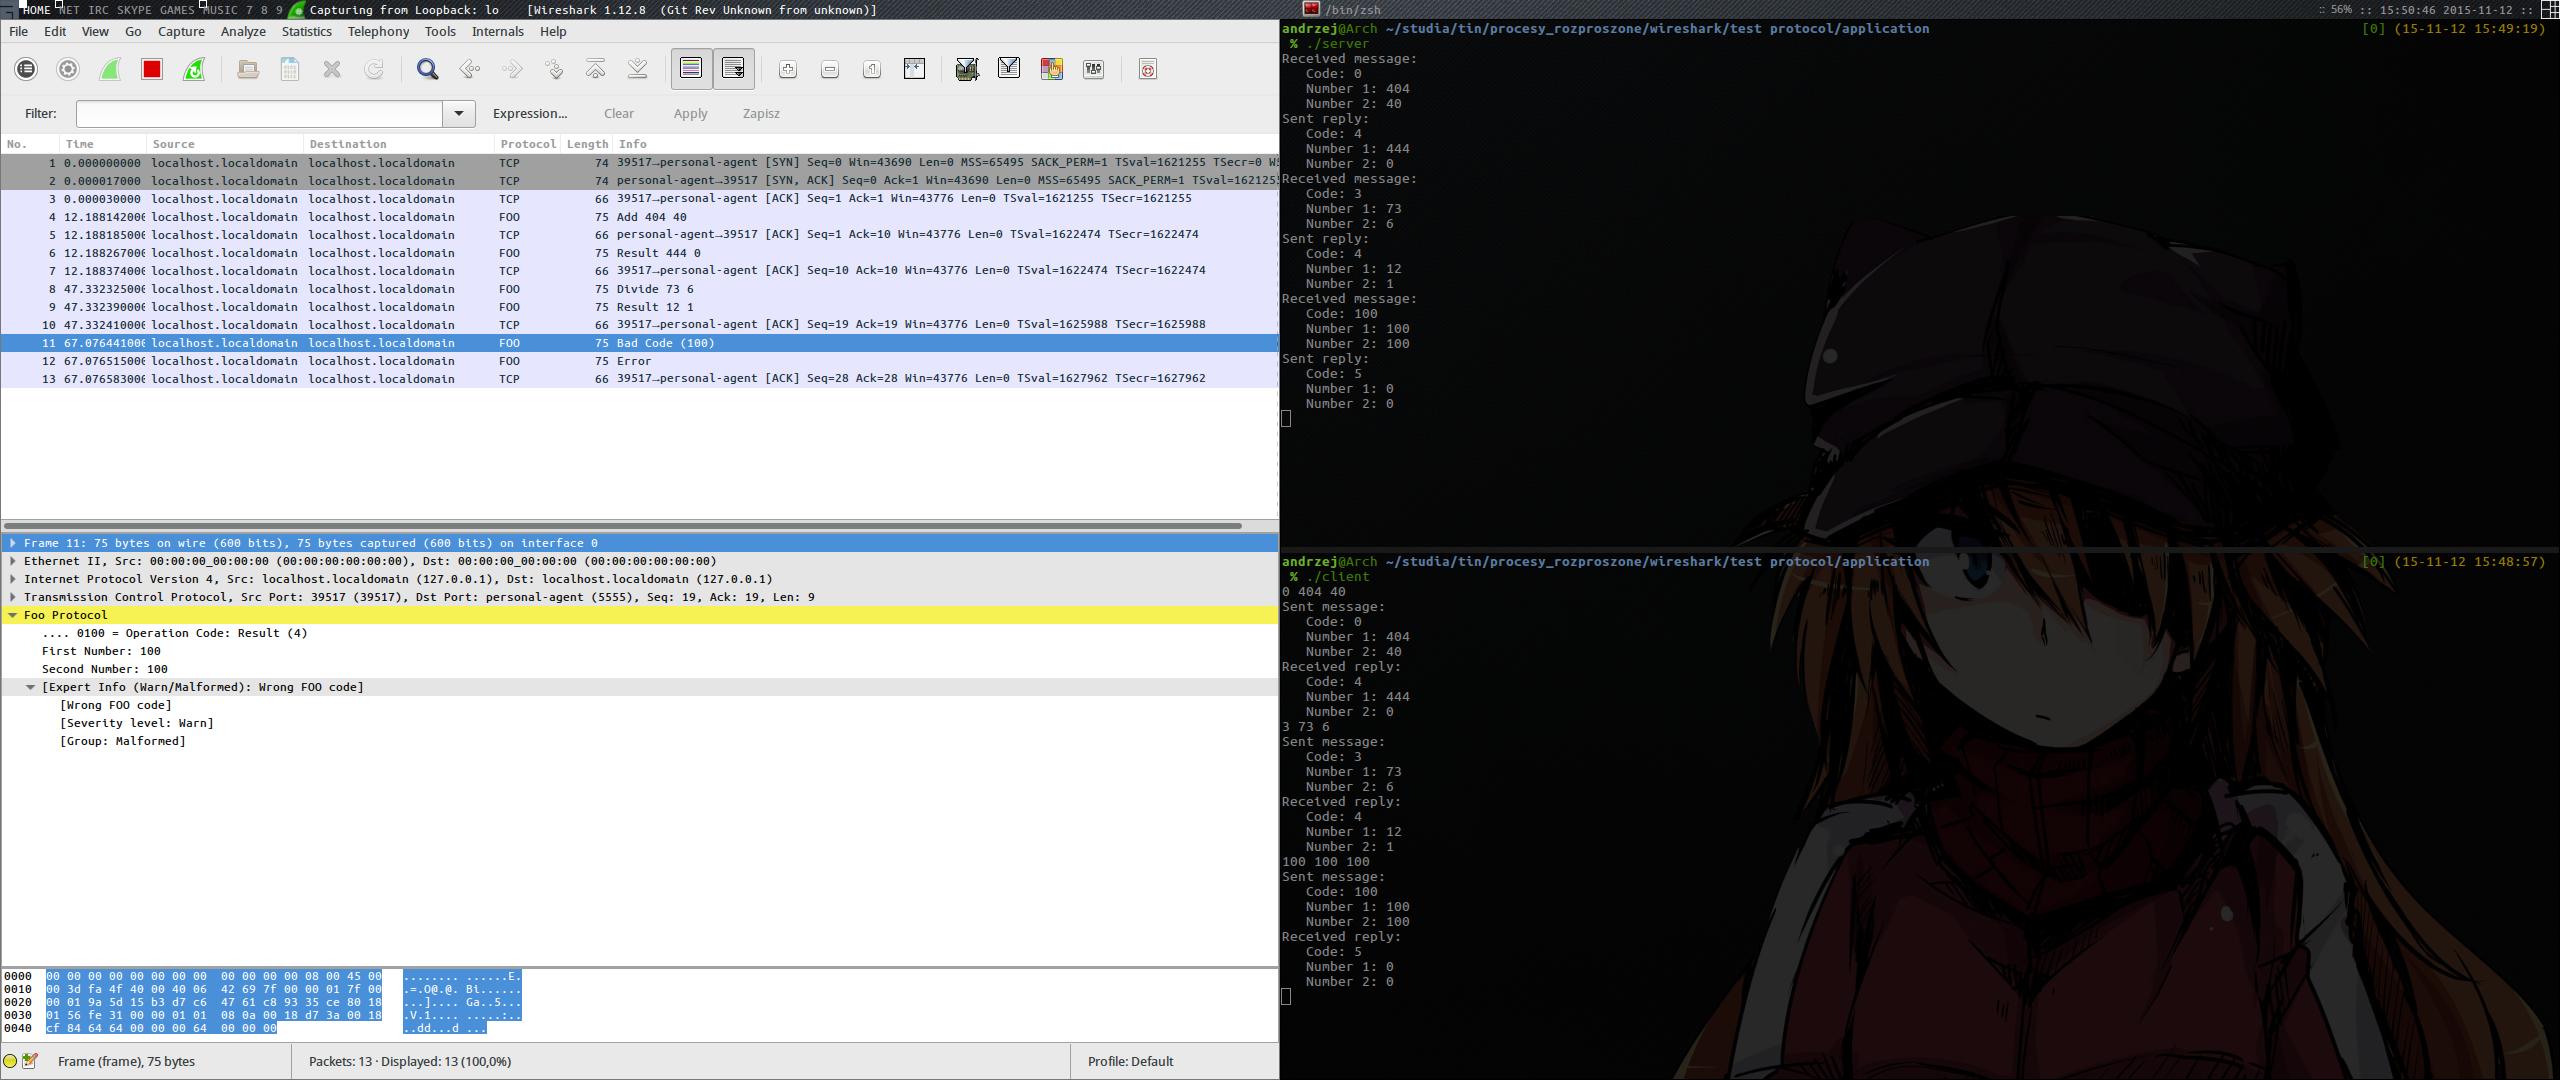 HOME NET IRC SKYPE GAMES MUSIC 7 8 9 Capturing from Loopback: lo [Wireshark 1.12.8 (Git Rev Unknown from unknown)]
/bin/zsh
:: 56% :: 15:50:46 2015-11-12 ::
File Edit View Go Capture Analyze Statistics Telephony Tools Internals Help
Filter: Expression... Clear Apply Zapisz
No. Time Source Destination Protocol Length Info
1 0.000000000 localhost.localdomain localhost.localdomain TCP 74 39517→personal-agent [SYN] Seq=0 Win=43690 Len=0 MSS=65495 SACK_PERM=1 TSval=1621255 TSecr=0 W
2 0.000017000 localhost.localdomain localhost.localdomain TCP 74 personal-agent→39517 [SYN, ACK] Seq=0 Ack=1 Win=43690 Len=0 MSS=65495 SACK_PERM=1 TSval=1621255
3 0.000030000 localhost.localdomain localhost.localdomain TCP 66 39517→personal-agent [ACK] Seq=1 Ack=1 Win=43776 Len=0 TSval=1621255 TSecr=1621255
4 12.188142000 localhost.localdomain localhost.localdomain FOO 75 Add 404 40
5 12.188185000 localhost.localdomain localhost.localdomain TCP 66 personal-agent→39517 [ACK] Seq=1 Ack=10 Win=43776 Len=0 TSval=1622474 TSecr=1622474
6 12.188267000 localhost.localdomain localhost.localdomain FOO 75 Result 444 0
7 12.188374000 localhost.localdomain localhost.localdomain TCP 66 39517→personal-agent [ACK] Seq=10 Ack=10 Win=43776 Len=0 TSval=1622474 TSecr=1622474
8 47.332325000 localhost.localdomain localhost.localdomain FOO 75 Divide 73 6
9 47.332390000 localhost.localdomain localhost.localdomain FOO 75 Result 12 1
10 47.332410000 localhost.localdomain localhost.localdomain TCP 66 39517→personal-agent [ACK] Seq=19 Ack=19 Win=43776 Len=0 TSval=1625988 TSecr=1625988
11 67.076441000 localhost.localdomain localhost.localdomain FOO 75 Bad Code (100)
12 67.076515000 localhost.localdomain localhost.localdomain FOO 75 Error
13 67.076583000 localhost.localdomain localhost.localdomain TCP 66 39517→personal-agent [ACK] Seq=28 Ack=28 Win=43776 Len=0 TSval=1627962 TSecr=1627962
Frame 11: 75 bytes on wire (600 bits), 75 bytes captured (600 bits) on interface 0
Ethernet II, Src: 00:00:00_00:00:00 (00:00:00:00:00:00), Dst: 00:00:00_00:00:00 (00:00:00:00:00:00)
Internet Protocol Version 4, Src: localhost.localdomain (127.0.0.1), Dst: localhost.localdomain (127.0.0.1)
Transmission Control Protocol, Src Port: 39517 (39517), Dst Port: personal-agent (5555), Seq: 19, Ack: 19, Len: 9
Foo Protocol
.... 0100 = Operation Code: Result (4)
First Number: 100
Second Number: 100
[Expert Info (Warn/Malformed): Wrong FOO code]
[Wrong FOO code]
[Severity level: Warn]
[Group: Malformed]
0000 00 00 00 00 00 00 00 00 00 00 00 00 08 00 45 00 ........ ......E.
0010 00 3d fa 4f 40 00 40 06 42 69 7f 00 00 01 7f 00 .=.O@.@. Bi......
0020 00 01 9a 5d 15 b3 d7 c6 47 61 c8 93 35 ce 80 18 ...].... Ga..5...
0030 01 56 fe 31 00 00 01 01 08 0a 00 18 d7 3a 00 18 .V.1.... .....:..
0040 cf 84 64 64 00 00 00 64 00 00 00 ..dd...d ...
Frame (frame), 75 bytes Packets: 13 · Displayed: 13 (100,0%) Profile: Default
andrzej@Arch ~/studia/tin/procesy_rozproszone/wireshark/test protocol/application [0] (15-11-12 15:49:19)
% ./server
Received message:
Code: 0
Number 1: 404
Number 2: 40
Sent reply:
Code: 4
Number 1: 444
Number 2: 0
Received message:
Code: 3
Number 1: 73
Number 2: 6
Sent reply:
Code: 4
Number 1: 12
Number 2: 1
Received message:
Code: 100
Number 1: 100
Number 2: 100
Sent reply:
Code: 5
Number 1: 0
Number 2: 0
andrzej@Arch ~/studia/tin/procesy_rozproszone/wireshark/test protocol/application [0] (15-11-12 15:48:57)
% ./client
0 404 40
Sent message:
Code: 0
Number 1: 404
Number 2: 40
Received reply:
Code: 4
Number 1: 444
Number 2: 0
3 73 6
Sent message:
Code: 3
Number 1: 73
Number 2: 6
Received reply:
Code: 4
Number 1: 12
Number 2: 1
100 100 100
Sent message:
Code: 100
Number 1: 100
Number 2: 100
Received reply:
Code: 5
Number 1: 0
Number 2: 0